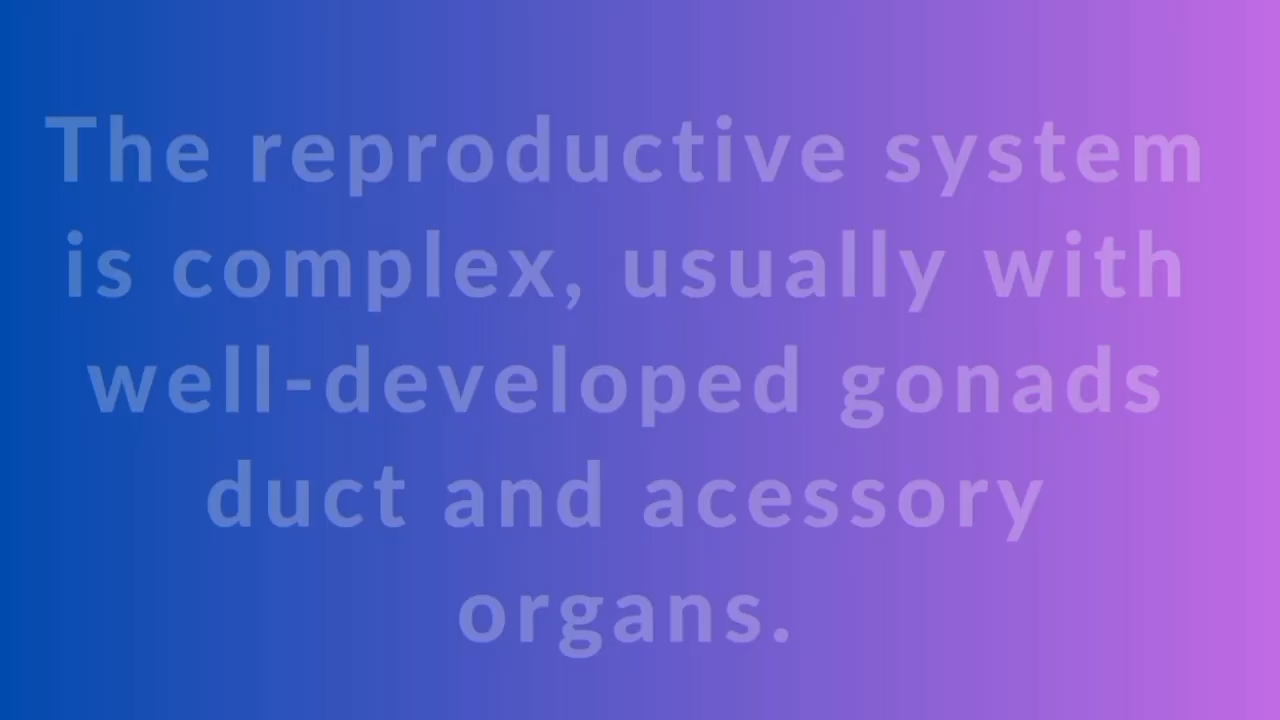 The reproductive system
is complex, usually with
well-developed gonads
duct and acessory
organs.